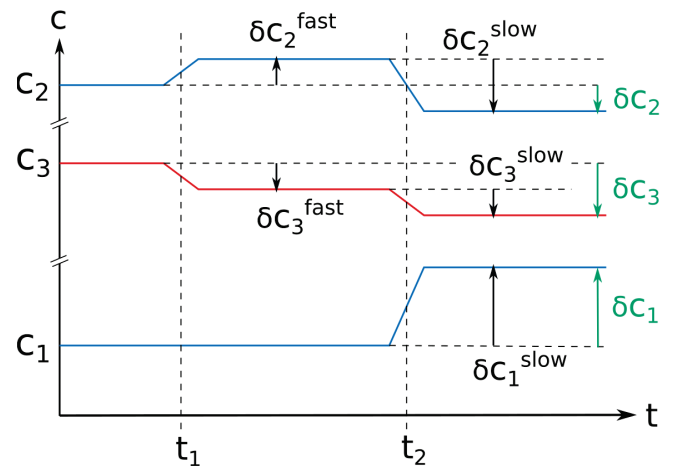 c
δc₂ᶠᵃˢᵗ
δc₂ˢˡᵒʷ
c₂
δc₂
c₃
δc₃ˢˡᵒʷ
δc₃
δc₃ᶠᵃˢᵗ
δc₁
c₁
δc₁ˢˡᵒʷ
t
t₁
t₂